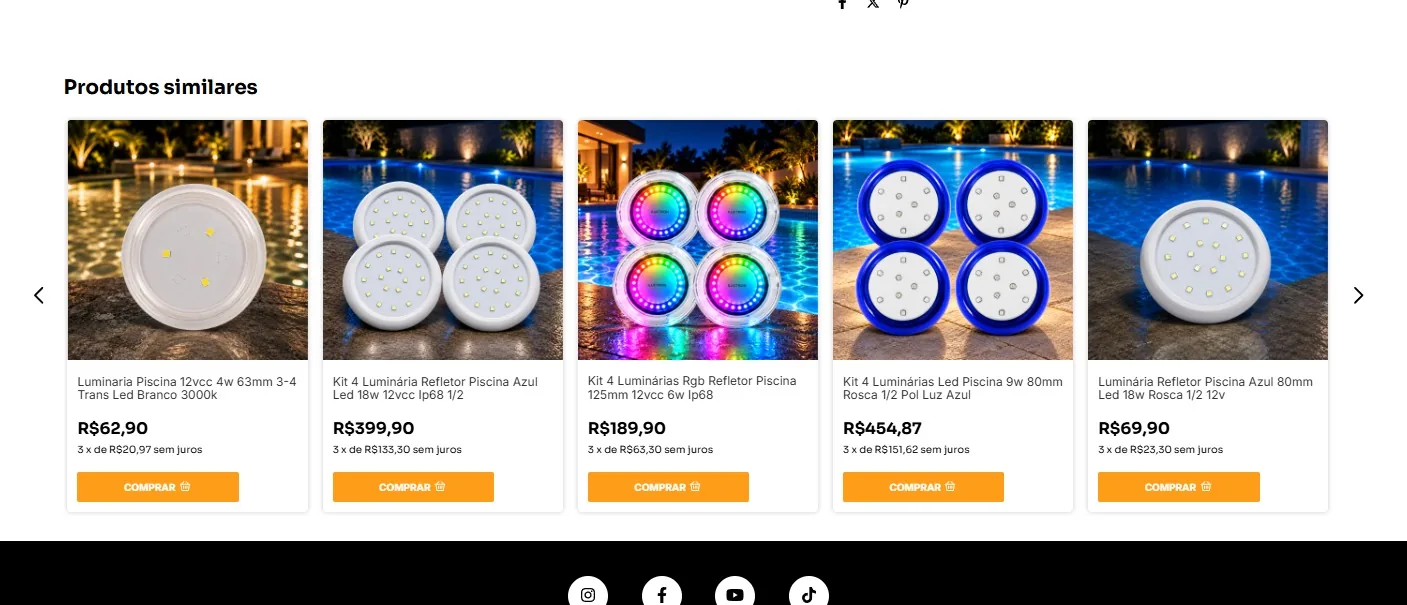 Produtos similares
Luminaria Piscina 12vcc 4w 63mm 3-4
Trans Led Branco 3000k
R$62,90
3 x de R$20,97 sem juros
COMPRAR
Kit 4 Luminária Refletor Piscina Azul
Led 18w 12vcc Ip68 1/2
R$399,90
3 x de R$133,30 sem juros
COMPRAR
Kit 4 Luminárias Rgb Refletor Piscina
125mm 12vcc 6w Ip68
R$189,90
3 x de R$63,30 sem juros
COMPRAR
Kit 4 Luminárias Led Piscina 9w 80mm
Rosca 1/2 Pol Luz Azul
R$454,87
3 x de R$151,62 sem juros
COMPRAR
Luminária Refletor Piscina Azul 80mm
Led 18w Rosca 1/2 12v
R$69,90
3 x de R$23,30 sem juros
COMPRAR